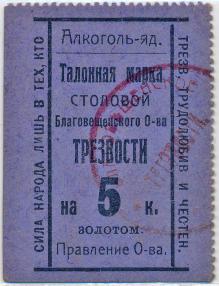 Алкоголь-яд.
Талонная марка
СТОЛОВОЙ
Благовещенского О-ва
ТРЕЗВОСТИ
на 5 к.
золотом.
Правление О-ва.
СИЛА НАРОДА ЛИШЬ В ТЕХ, КТО
ТРЕЗВ, ТРУДОЛЮБИВ И ЧЕСТЕН.